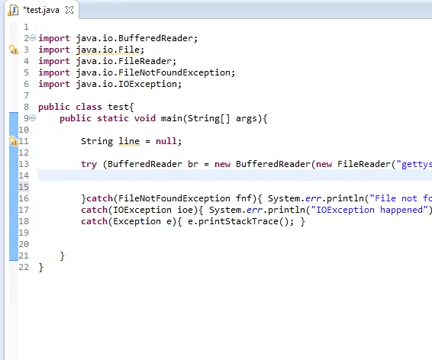 *test.java
1
2 import java.io.BufferedReader;
3 import java.io.File;
4 import java.io.FileReader;
5 import java.io.FileNotFoundException;
6 import java.io.IOException;
7
8 public class test{
9 public static void main(String[] args){
10
11 String line = null;
12
13 try (BufferedReader br = new BufferedReader(new FileReader("gettys
14
15
16 }catch(FileNotFoundException fnf){ System.err.println("File not fo
17 catch(IOException ioe){ System.err.println("IOException happened")
18 catch(Exception e){ e.printStackTrace(); }
19
20
21 }
22 }